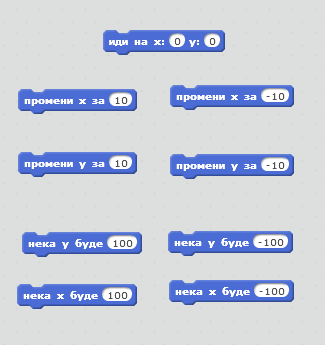 иди на x: 0 y: 0
промени x за 10
промени x за -10
промени y за 10
промени y за -10
нека y буде 100
нека y буде -100
нека x буде 100
нека x буде -100